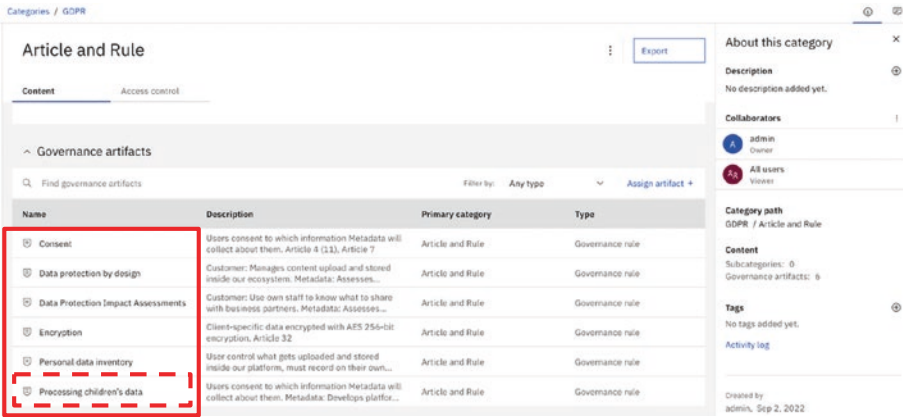 Categories / GDPR
Article and Rule
Export
Content
Access control
Governance artifacts
Find governance artifacts
Filter by: Any type
Assign artifact +
Name Description Primary category Type
Consent
Users consent to which information Metadata will
collect about them. Article 4 (11), Article 7
Article and Rule
Governance rule
Data protection by design
Customer: Manages content upload and stored
inside our ecosystem. Metadata: Assesses...
Article and Rule
Governance rule
Data Protection Impact Assessments
Customer: Use own staff to know what to share
with business partners. Metadata: Assesses...
Article and Rule
Governance rule
Encryption
Client-specific data encrypted with AES 256-bit
encryption, Article 32
Article and Rule
Governance rule
Personal data inventory
User control what gets uploaded and stored
inside our platform, must record on their own...
Article and Rule
Governance rule
Processing children's data
Users consent to which information Metadata will
collect about them. Metadata: Develops platfor...
Article and Rule
Governance rule
About this category
Description
No description added yet.
Collaborators
A
admin
Owner
All users
Viewer
Category path
GDPR / Article and Rule
Content
Subcategories: 0
Governance artifacts: 6
Tags
No tags added yet.
Activity log
Created by
admin, Sep 2, 2022